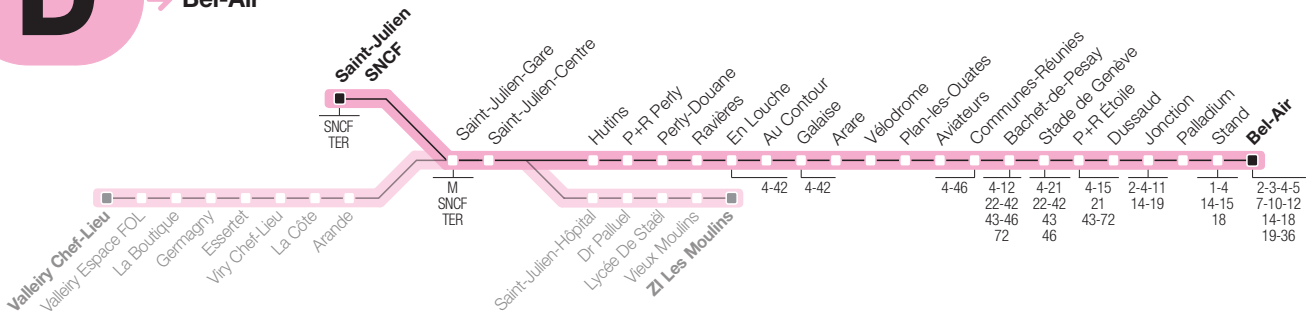 D
Bel-Air
Saint-Julien
SNCF
SNCF
TER
Saint-Julien-Gare
Saint-Julien-Centre
Hutins
P+R Perly
Perly-Douane
Ravières
En Louche
Au Contour
Galaise
Arare
Vélodrome
Plan-les-Ouates
Aviateurs
Communes-Réunies
Bachet-de-Pesay
Stade de Genève
P+R Étoile
Dussaud
Jonction
Palladium
Stand
Bel-Air
M
SNCF
TER
4-42
4-42
4-46
4-12
22-42
43-46
72
4-21
22-42
43
46
4-15
21
43-72
2-4-11
14-19
1-4
14-15
18
2-3-4-5
7-10-12
14-18
19-36
Valleiry Chef-Lieu
Valleiry Espace FOL
La Boutique
Germagny
Essertet
Viry Chef-Lieu
La Côte
Arande
Saint-Julien-Hôpital
Dr Palluel
Lycée De Staël
Vieux Moulins
ZI Les Moulins